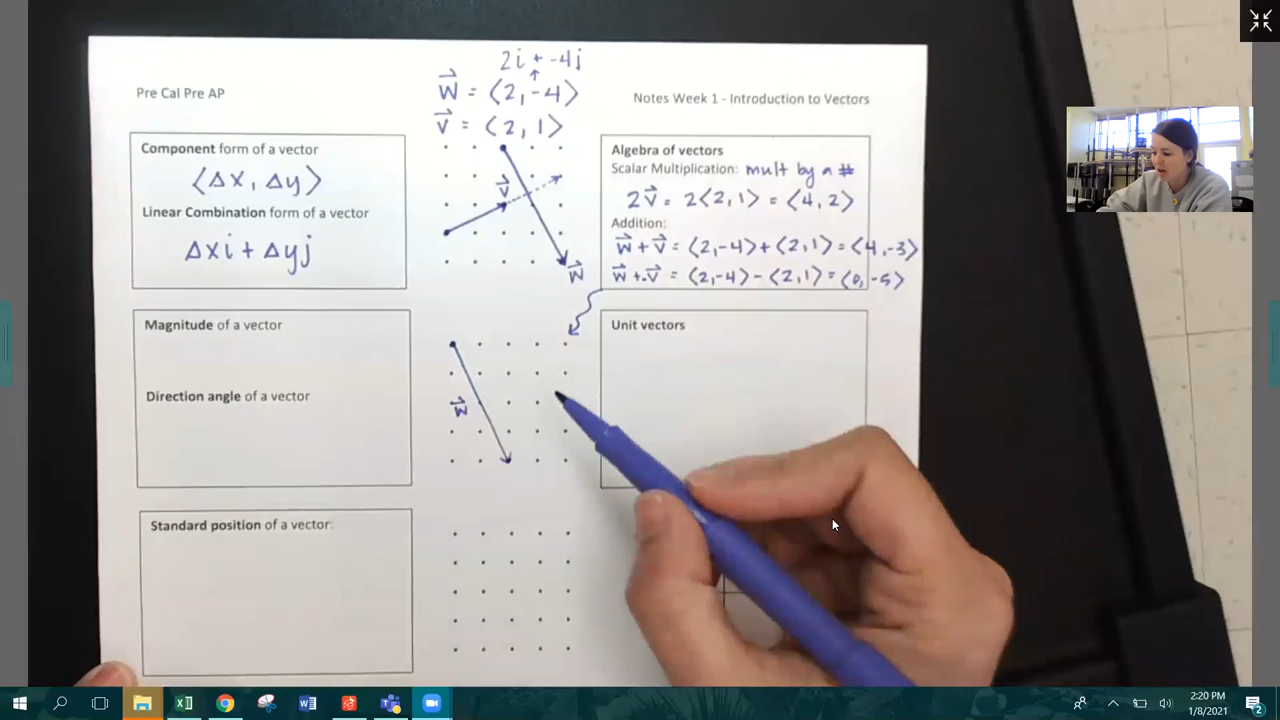 Pre Cal Pre AP
Notes Week 1 - Introduction to Vectors
2i + -4j
w = ⟨2, -4⟩
v = ⟨2, 1⟩
Component form of a vector
⟨Δx, Δy⟩
Linear Combination form of a vector
Δxi + Δyj
v
w
Algebra of vectors
Scalar Multiplication: mult by a #
2v = 2⟨2, 1⟩ = ⟨4, 2⟩
Addition:
w + v = ⟨2, -4⟩ + ⟨2, 1⟩ = ⟨4, -3⟩
w + -v = ⟨2, -4⟩ - ⟨2, 1⟩ = ⟨0, -5⟩
Magnitude of a vector
Direction angle of a vector
w
Unit vectors
Standard position of a vector:
2:20 PM
1/8/2021
2